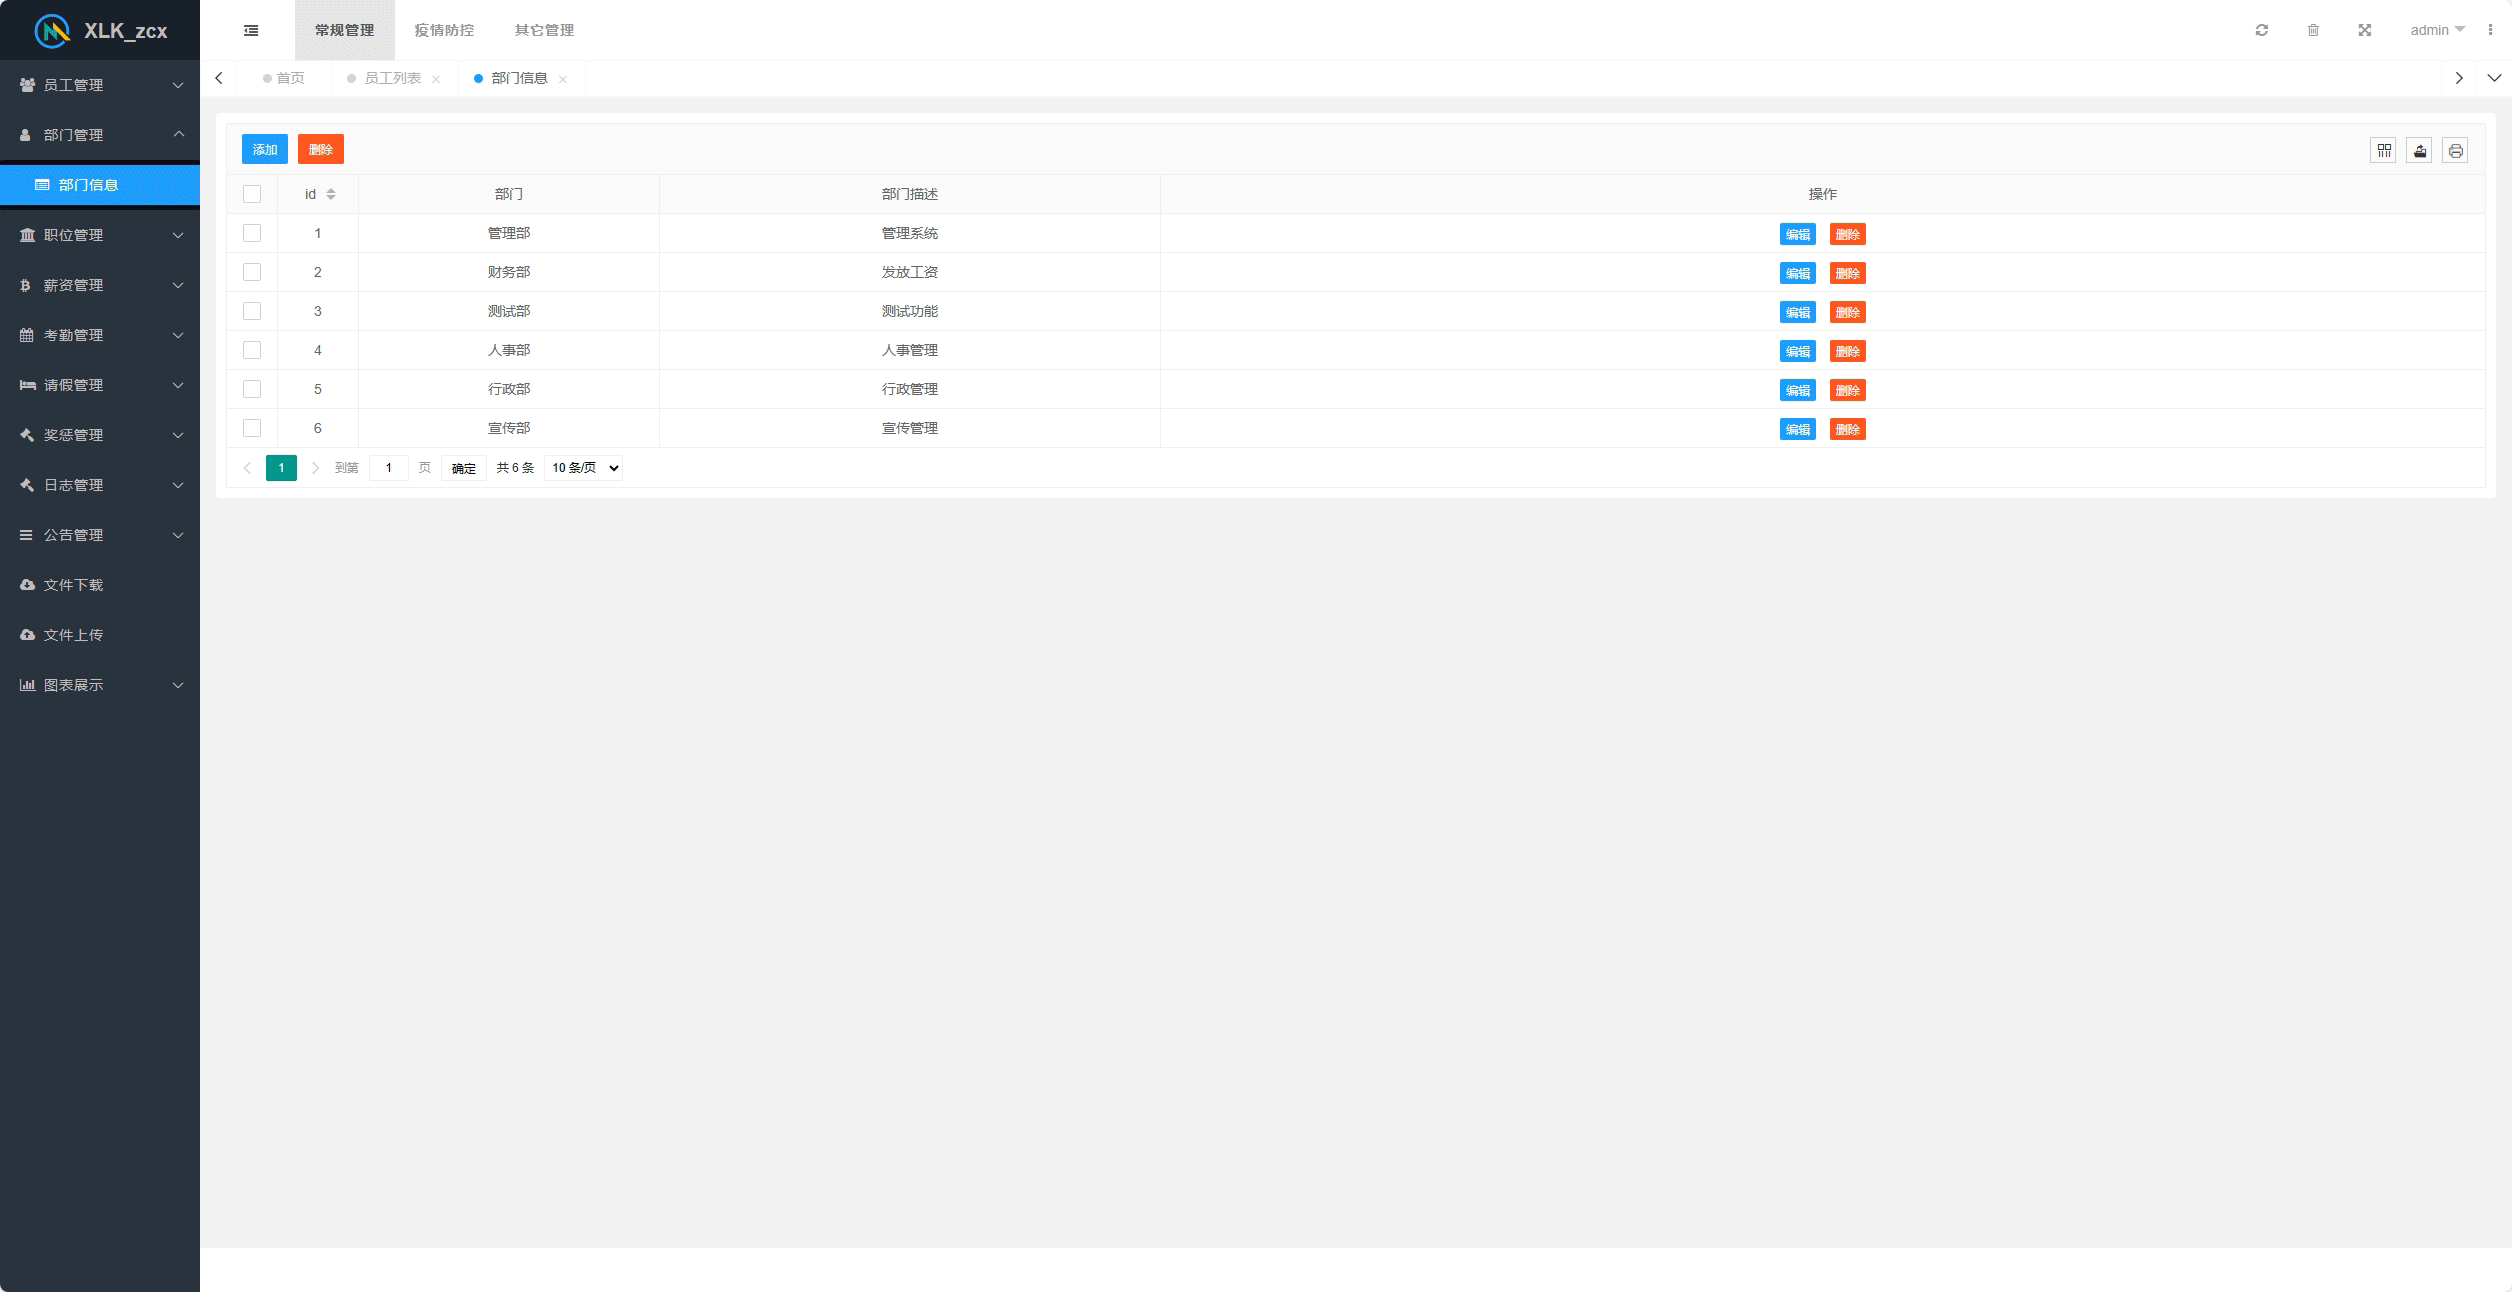 XLK_zcx
常规管理 疫情防控 其它管理 admin
首页 员工列表 部门信息
员工管理
部门管理
部门信息
职位管理
薪资管理
考勤管理
请假管理
奖惩管理
日志管理
公告管理
文件下载
文件上传
图表展示
添加 删除
id 部门 部门描述 操作
1 管理部 管理系统 编辑 删除
2 财务部 发放工资 编辑 删除
3 测试部 测试功能 编辑 删除
4 人事部 人事管理 编辑 删除
5 行政部 行政管理 编辑 删除
6 宣传部 宣传管理 编辑 删除
1 到第 1 页 确定 共 6 条 10 条/页